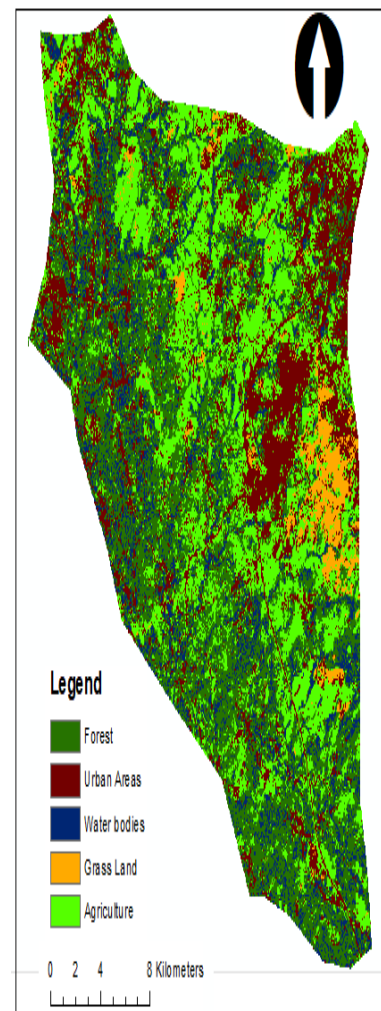 Legend
Forest
Urban Areas
Water bodies
Grass Land
Agriculture
0 2 4 8 Kilometers